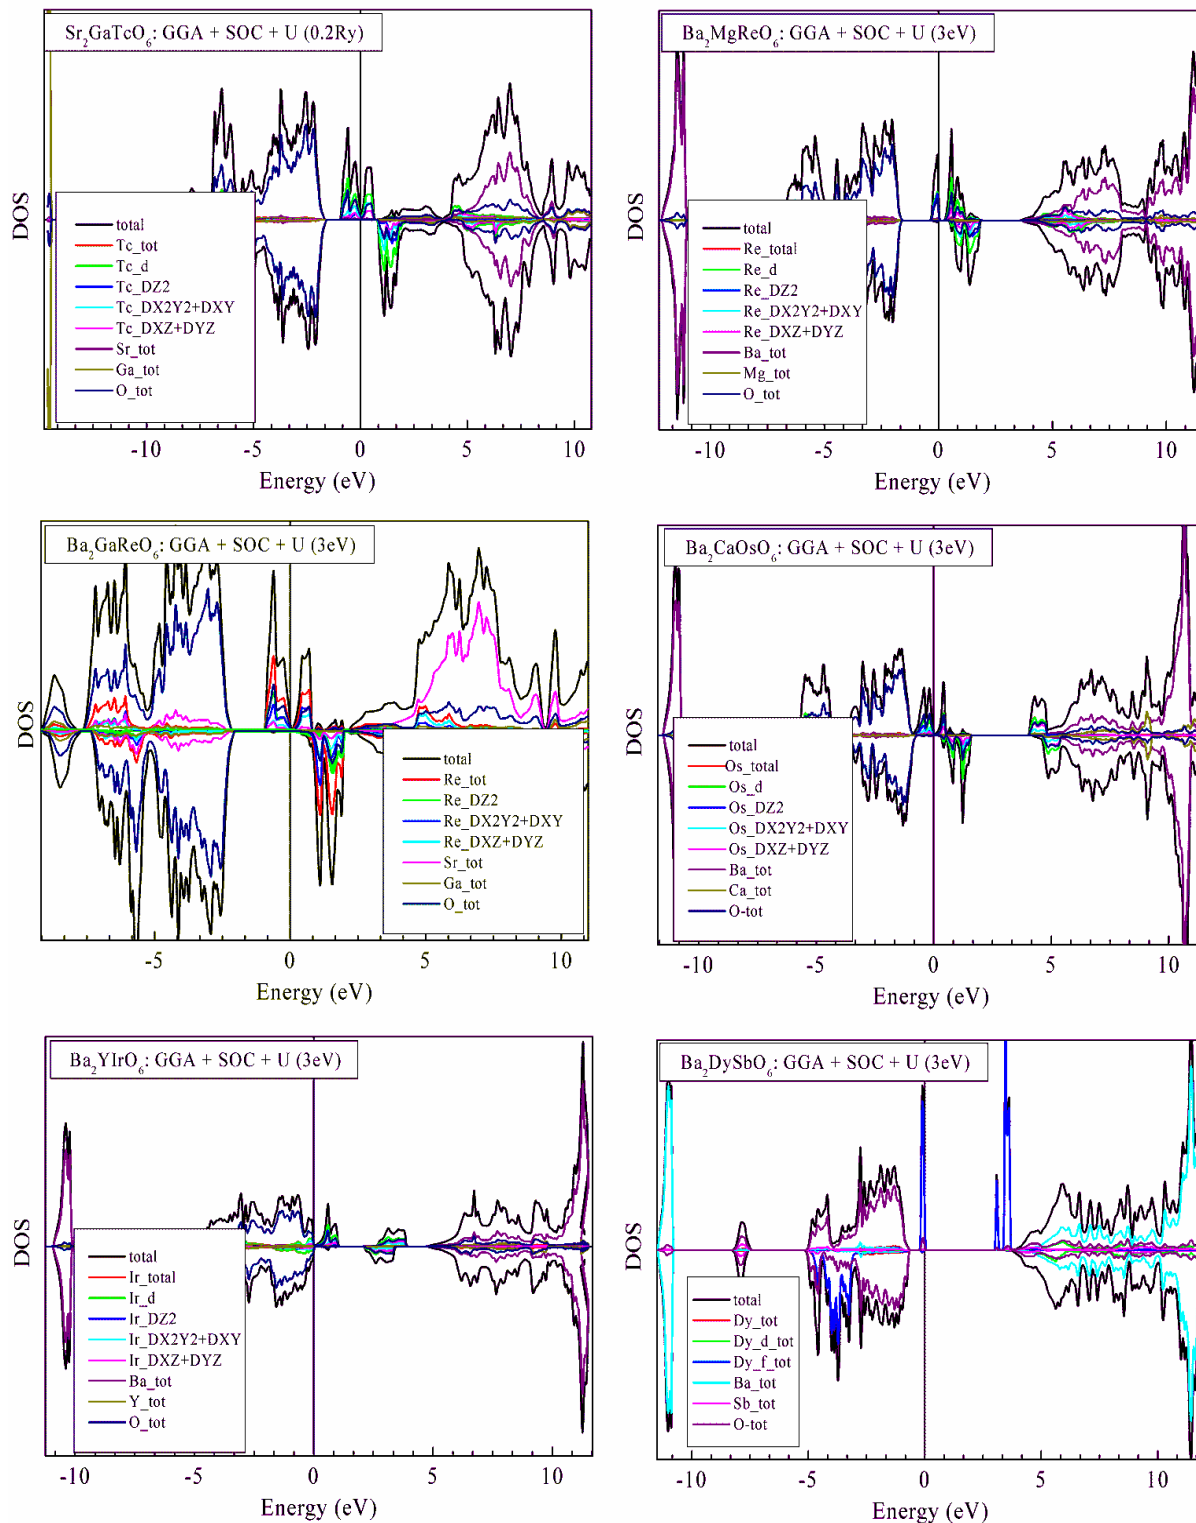 Sr2GaTcO6: GGA + SOC + U (0.2Ry)
DOS
total
Tc_tot
Tc_d
Tc_DZ2
Tc_DX2Y2+DXY
Tc_DXZ+DYZ
Sr_tot
Ga_tot
O_tot
-10 -5 0 5 10
Energy (eV)
Ba2MgReO6: GGA + SOC + U (3eV)
DOS
total
Re_total
Re_d
Re_DZ2
Re_DX2Y2+DXY
Re_DXZ+DYZ
Ba_tot
Mg_tot
O_tot
-10 -5 0 5 10
Energy (eV)
Ba2GaReO6: GGA + SOC + U (3eV)
DOS
total
Re_tot
Re_DZ2
Re_DX2Y2+DXY
Re_DXZ+DYZ
Sr_tot
Ga_tot
O_tot
-5 0 5 10
Energy (eV)
Ba2CaOsO6: GGA + SOC + U (3eV)
DOS
total
Os_total
Os_d
Os_DZ2
Os_DX2Y2+DXY
Os_DXZ+DYZ
Ba_tot
Ca_tot
O-tot
-10 -5 0 5 10
Energy (eV)
Ba2YIrO6: GGA + SOC + U (3eV)
DOS
total
Ir_total
Ir_d
Ir_DZ2
Ir_DX2Y2+DXY
Ir_DXZ+DYZ
Ba_tot
Y_tot
O_tot
-10 -5 0 5 10
Energy (eV)
Ba2DySbO6: GGA + SOC + U (3eV)
DOS
total
Dy_tot
Dy_d_tot
Dy_f_tot
Ba_tot
Sb_tot
O-tot
-10 -5 0 5 10
Energy (eV)